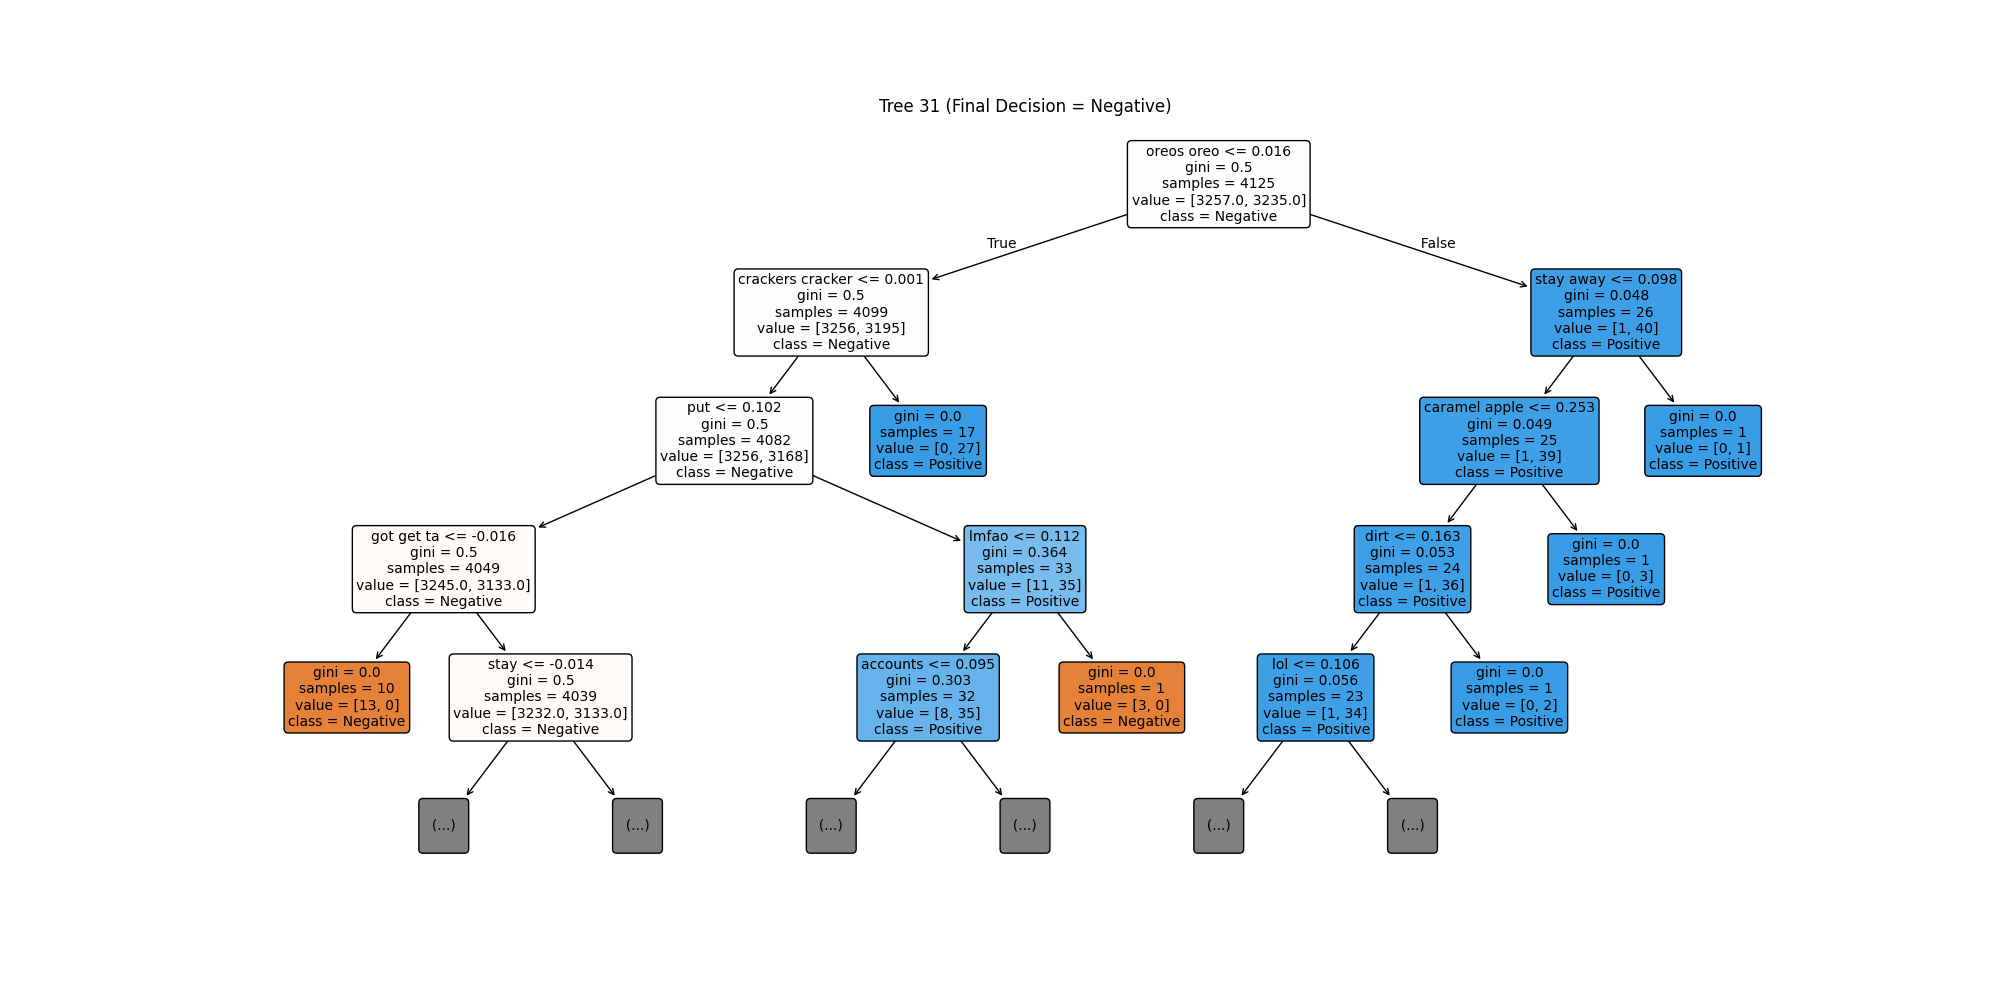 Tree 31 (Final Decision = Negative)
oreos oreo <= 0.016
gini = 0.5
samples = 4125
value = [3257.0, 3235.0]
class = Negative
True
False
crackers cracker <= 0.001
gini = 0.5
samples = 4099
value = [3256, 3195]
class = Negative
stay away <= 0.098
gini = 0.048
samples = 26
value = [1, 40]
class = Positive
put <= 0.102
gini = 0.5
samples = 4082
value = [3256, 3168]
class = Negative
gini = 0.0
samples = 17
value = [0, 27]
class = Positive
caramel apple <= 0.253
gini = 0.049
samples = 25
value = [1, 39]
class = Positive
gini = 0.0
samples = 1
value = [0, 1]
class = Positive
got get ta <= -0.016
gini = 0.5
samples = 4049
value = [3245.0, 3133.0]
class = Negative
lmfao <= 0.112
gini = 0.364
samples = 33
value = [11, 35]
class = Positive
dirt <= 0.163
gini = 0.053
samples = 24
value = [1, 36]
class = Positive
gini = 0.0
samples = 1
value = [0, 3]
class = Positive
gini = 0.0
samples = 10
value = [13, 0]
class = Negative
stay <= -0.014
gini = 0.5
samples = 4039
value = [3232.0, 3133.0]
class = Negative
accounts <= 0.095
gini = 0.303
samples = 32
value = [8, 35]
class = Positive
gini = 0.0
samples = 1
value = [3, 0]
class = Negative
lol <= 0.106
gini = 0.056
samples = 23
value = [1, 34]
class = Positive
gini = 0.0
samples = 1
value = [0, 2]
class = Positive
(...)
(...)
(...)
(...)
(...)
(...)